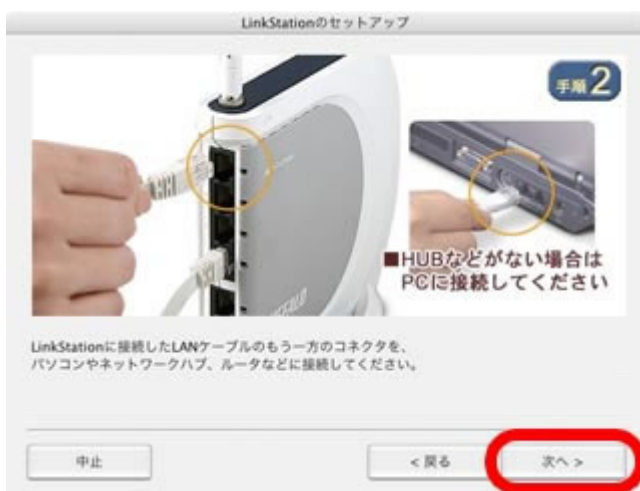 LinkStationのセットアップ
手順2
■HUBなどがない場合は
PCに接続してください
LinkStationに接続したLANケーブルのもう一方のコネクタを、
パソコンやネットワークハブ、ルータなどに接続してください。
中止
< 戻る
次へ >